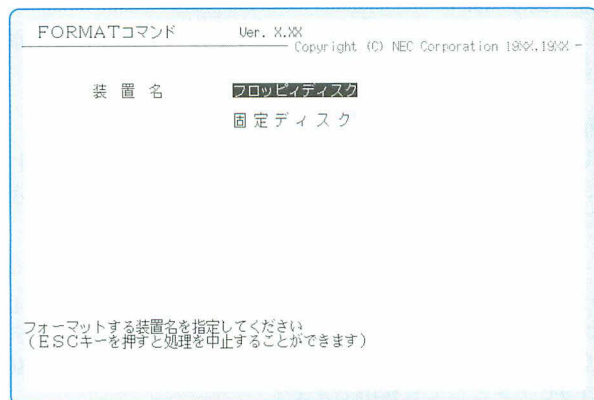 FORMATコマンド Ver. X.XX
Copyright (C) NEC Corporation 19XX,19XX
装置名 フロッピィディスク
固定ディスク
フォーマットする装置名を指定してください
(ESCキーを押すと処理を中止することができます)